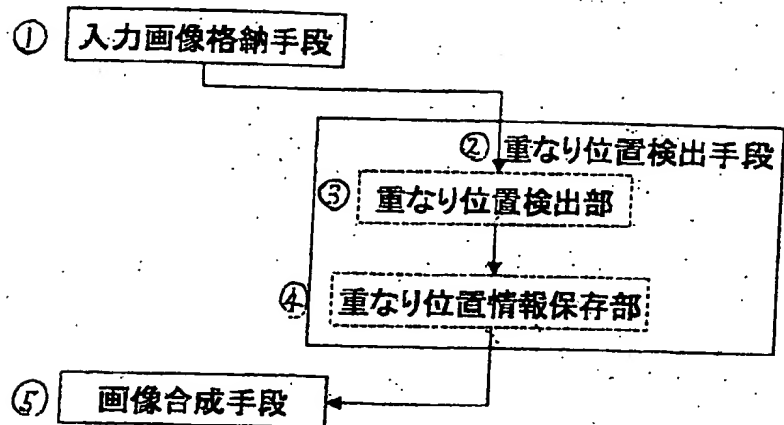 ① 入力画像格納手段
② 重なり位置検出手段
③ 重なり位置検出部
④ 重なり位置情報保存部
⑤ 画像合成手段